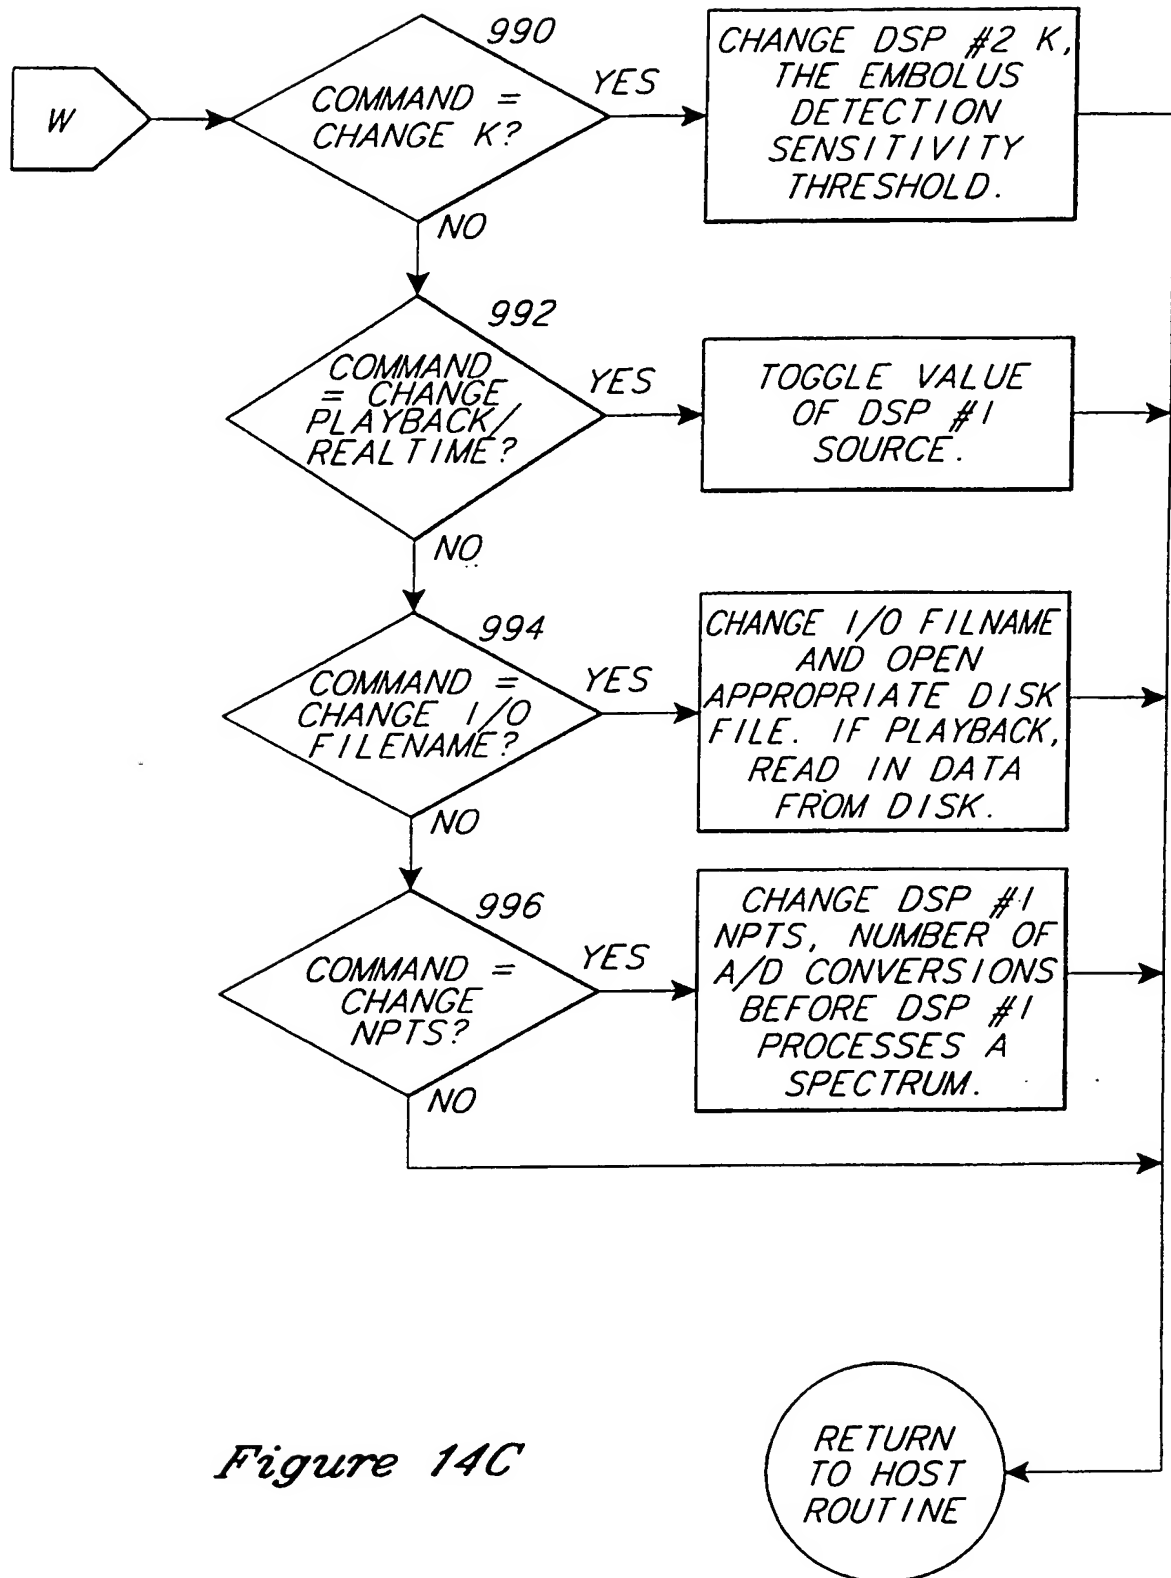 W
990
COMMAND =
CHANGE K?
YES
CHANGE DSP #2 K,
THE EMBOLUS
DETECTION
SENSITIVITY
THRESHOLD.
NO
992
COMMAND
= CHANGE
PLAYBACK/
REALTIME?
YES
TOGGLE VALUE
OF DSP #1
SOURCE.
NO
994
COMMAND =
CHANGE I/O
FILENAME?
YES
CHANGE I/O FILNAME
AND OPEN
APPROPRIATE DISK
FILE. IF PLAYBACK,
READ IN DATA
FROM DISK.
NO
996
COMMAND =
CHANGE
NPTS?
YES
CHANGE DSP #1
NPTS, NUMBER OF
A/D CONVERSIONS
BEFORE DSP #1
PROCESSES A
SPECTRUM.
NO
RETURN
TO HOST
ROUTINE
Figure 14C